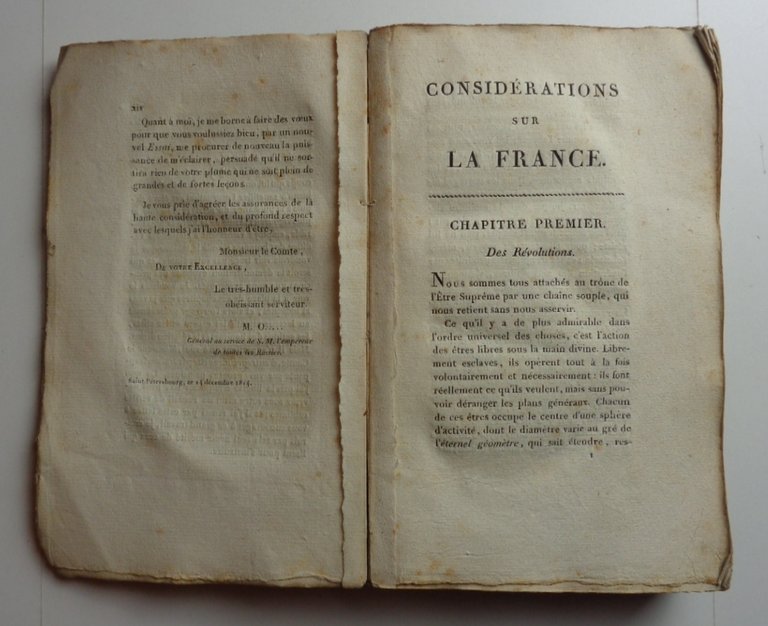 xiv
Quant à moi, je me borne à faire des vœux
pour que vous voulussiez bien, par un nou-
vel Essai, me procurer de nouveau la puis-
sance de m'éclairer, persuadé qu'il ne sor-
tira rien de votre plume qui ne soit plein de
grandes et de fortes leçons.
Je vous prie d'agréer les assurances de la
haute considération, et du profond respect
avec lesquels j'ai l'honneur d'être,
Monsieur le Comte,
DE VOTRE EXCELLENCE,
Le très-humble et très-
obéissant serviteur.
M. O.....
Général au service de S. M. l'empereur
de toutes les Russies.
Saint-Pétersbourg, ce décembre 1814.
CONSIDÉRATIONS
SUR
LA FRANCE.
CHAPITRE PREMIER.
Des Révolutions.
Nous sommes tous attachés au trône de
l'Être Suprême par une chaîne souple, qui
nous retient sans nous asservir.
Ce qu'il y a de plus admirable dans
l'ordre universel des choses, c'est l'action
des êtres libres sous la main divine. Libre-
ment esclaves, ils opèrent tout à la fois
volontairement et nécessairement : ils font
réellement ce qu'ils veulent, mais sans pou-
voir déranger les plans généraux. Chacun
de ces êtres occupe le centre d'une sphère
d'activité, dont le diamètre varie au gré de
l'éternel géomètre, qui sait étendre, res-
1